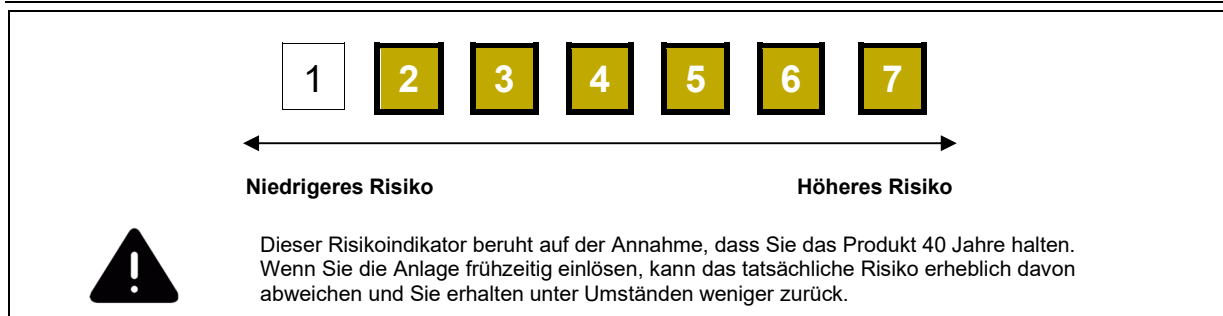 1 2 3 4 5 6 7
Niedrigeres Risiko Höheres Risiko
Dieser Risikoindikator beruht auf der Annahme, dass Sie das Produkt 40 Jahre halten.
Wenn Sie die Anlage frühzeitig einlösen, kann das tatsächliche Risiko erheblich davon
abweichen und Sie erhalten unter Umständen weniger zurück.